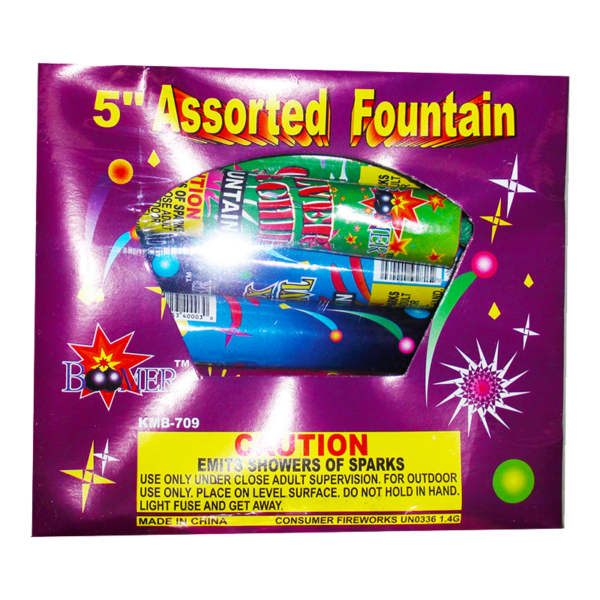 5" Assorted Fountain
CAUTION
BOOMER™
KMB-709
CAUTION
EMITS SHOWERS OF SPARKS
USE ONLY UNDER CLOSE ADULT SUPERVISION. FOR OUTDOOR
USE ONLY. PLACE ON LEVEL SURFACE. DO NOT HOLD IN HAND.
LIGHT FUSE AND GET AWAY.
MADE IN CHINA CONSUMER FIREWORKS UN0336 1.4G